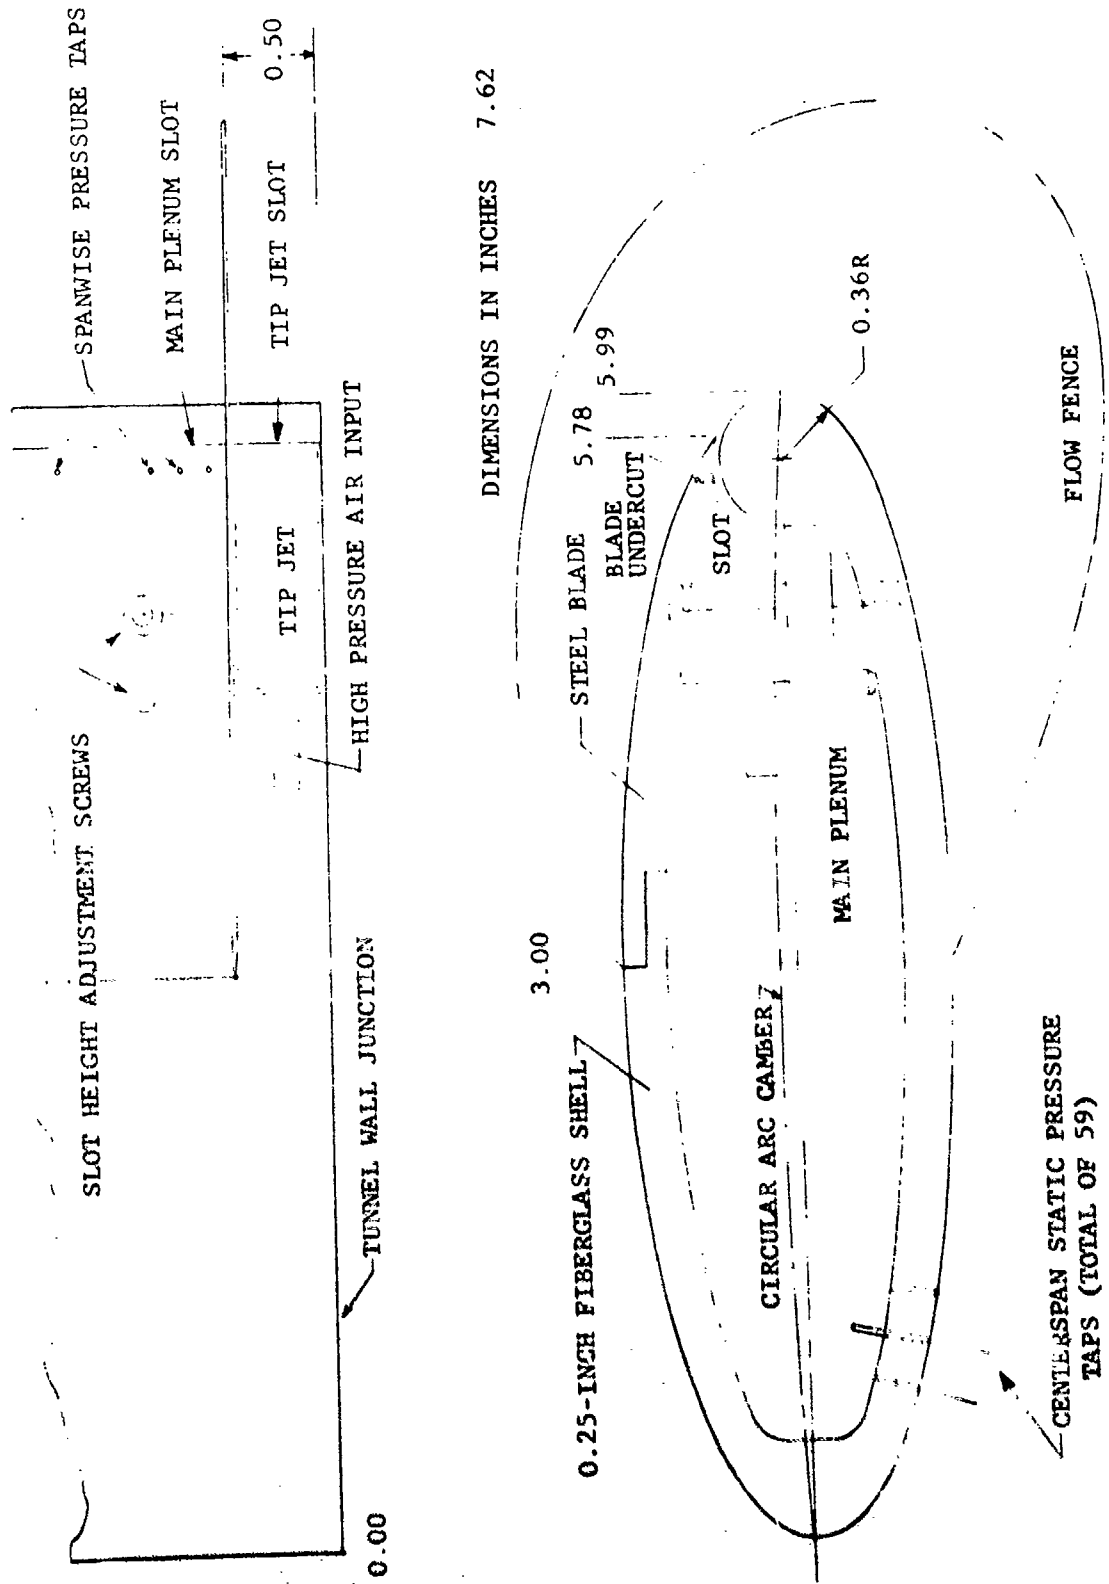 SPANWISE PRESSURE TAPS
MAIN PLENUM SLOT
0.50
TIP JET SLOT
TIP JET
HIGH PRESSURE AIR INPUT
SLOT HEIGHT ADJUSTMENT SCREWS
TUNNEL WALL JUNCTION
0.00
DIMENSIONS IN INCHES
7.62
5.99
5.78
BLADE
UNDERCUT
STEEL BLADE
SLOT
0.36R
3.00
0.25-INCH FIBERGLASS SHELL
CIRCULAR ARC CAMBER
MAIN PLENUM
FLOW FENCE
CENTERSPAN STATIC PRESSURE
TAPS (TOTAL OF 59)